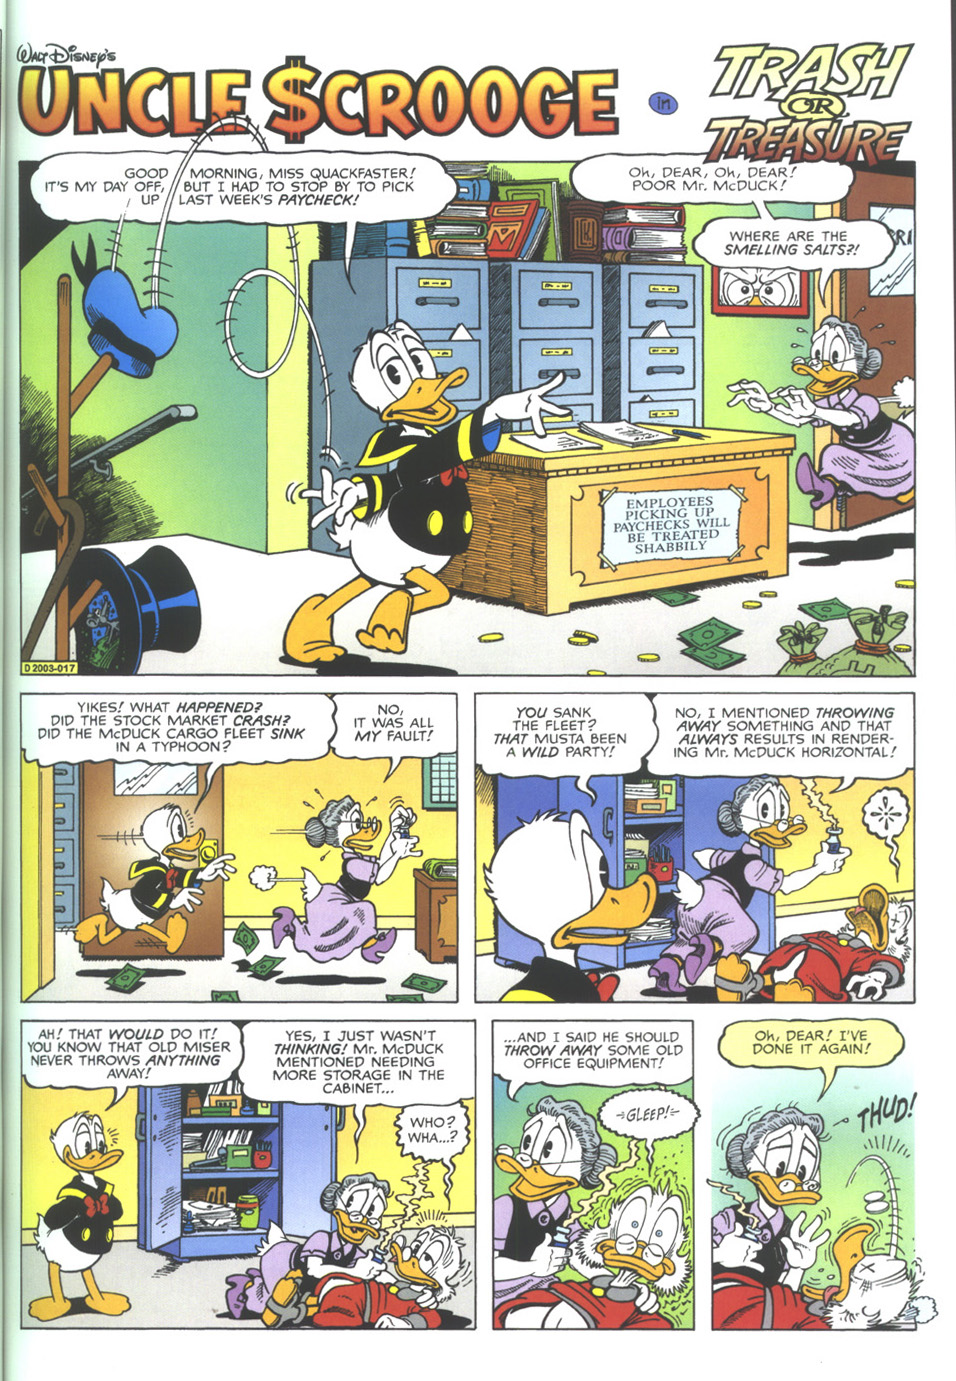 WALT DISNEY'S
UNCLE $CROOGE
in
TRASH
OR
TREASURE
GOOD MORNING, MISS QUACKFASTER!
IT'S MY DAY OFF, BUT I HAD TO STOP BY TO PICK
UP LAST WEEK'S PAYCHECK!
OH, DEAR, OH, DEAR!
POOR MR. McDUCK!
WHERE ARE THE
SMELLING SALTS?!
EMPLOYEES
PICKING UP
PAYCHECKS WILL
BE TREATED
SHABBILY
D 2003-017
YIKES! WHAT HAPPENED?
DID THE STOCK MARKET CRASH?
DID THE McDUCK CARGO FLEET SINK
IN A TYPHOON?
NO,
IT WAS ALL
MY FAULT!
YOU SANK
THE FLEET?
THAT MUSTA BEEN
A WILD PARTY!
NO, I MENTIONED THROWING
AWAY SOMETHING AND THAT
ALWAYS RESULTS IN RENDER-
ING MR. McDUCK HORIZONTAL!
AH! THAT WOULD DO IT!
YOU KNOW THAT OLD MISER
NEVER THROWS ANYTHING
AWAY!
YES, I JUST WASN'T
THINKING! MR. McDUCK
MENTIONED NEEDING
MORE STORAGE IN THE
CABINET...
WHO?
WHA...?
...AND I SAID HE SHOULD
THROW AWAY SOME OLD
OFFICE EQUIPMENT!
GLEEP!
OH, DEAR! I'VE
DONE IT AGAIN!
THUD!